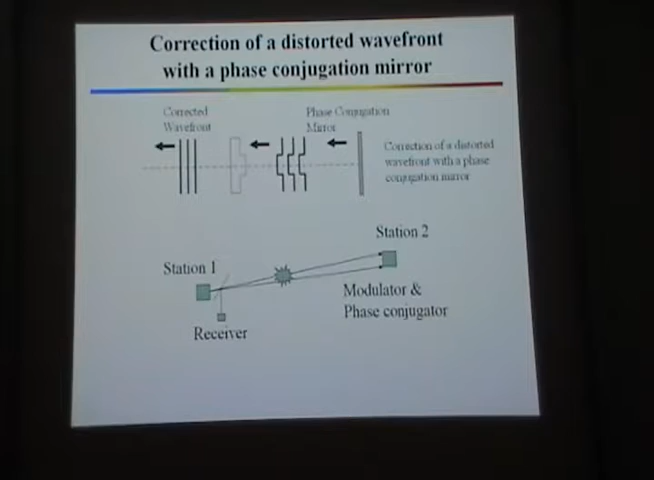 Correction of a distorted wavefront
with a phase conjugation mirror
Corrected
Wavefront
Phase Conjugation
Mirror
Correction of a distorted
wavefront with a phase
conjugation mirror
Station 2
Station 1
Modulator &
Phase conjugator
Receiver